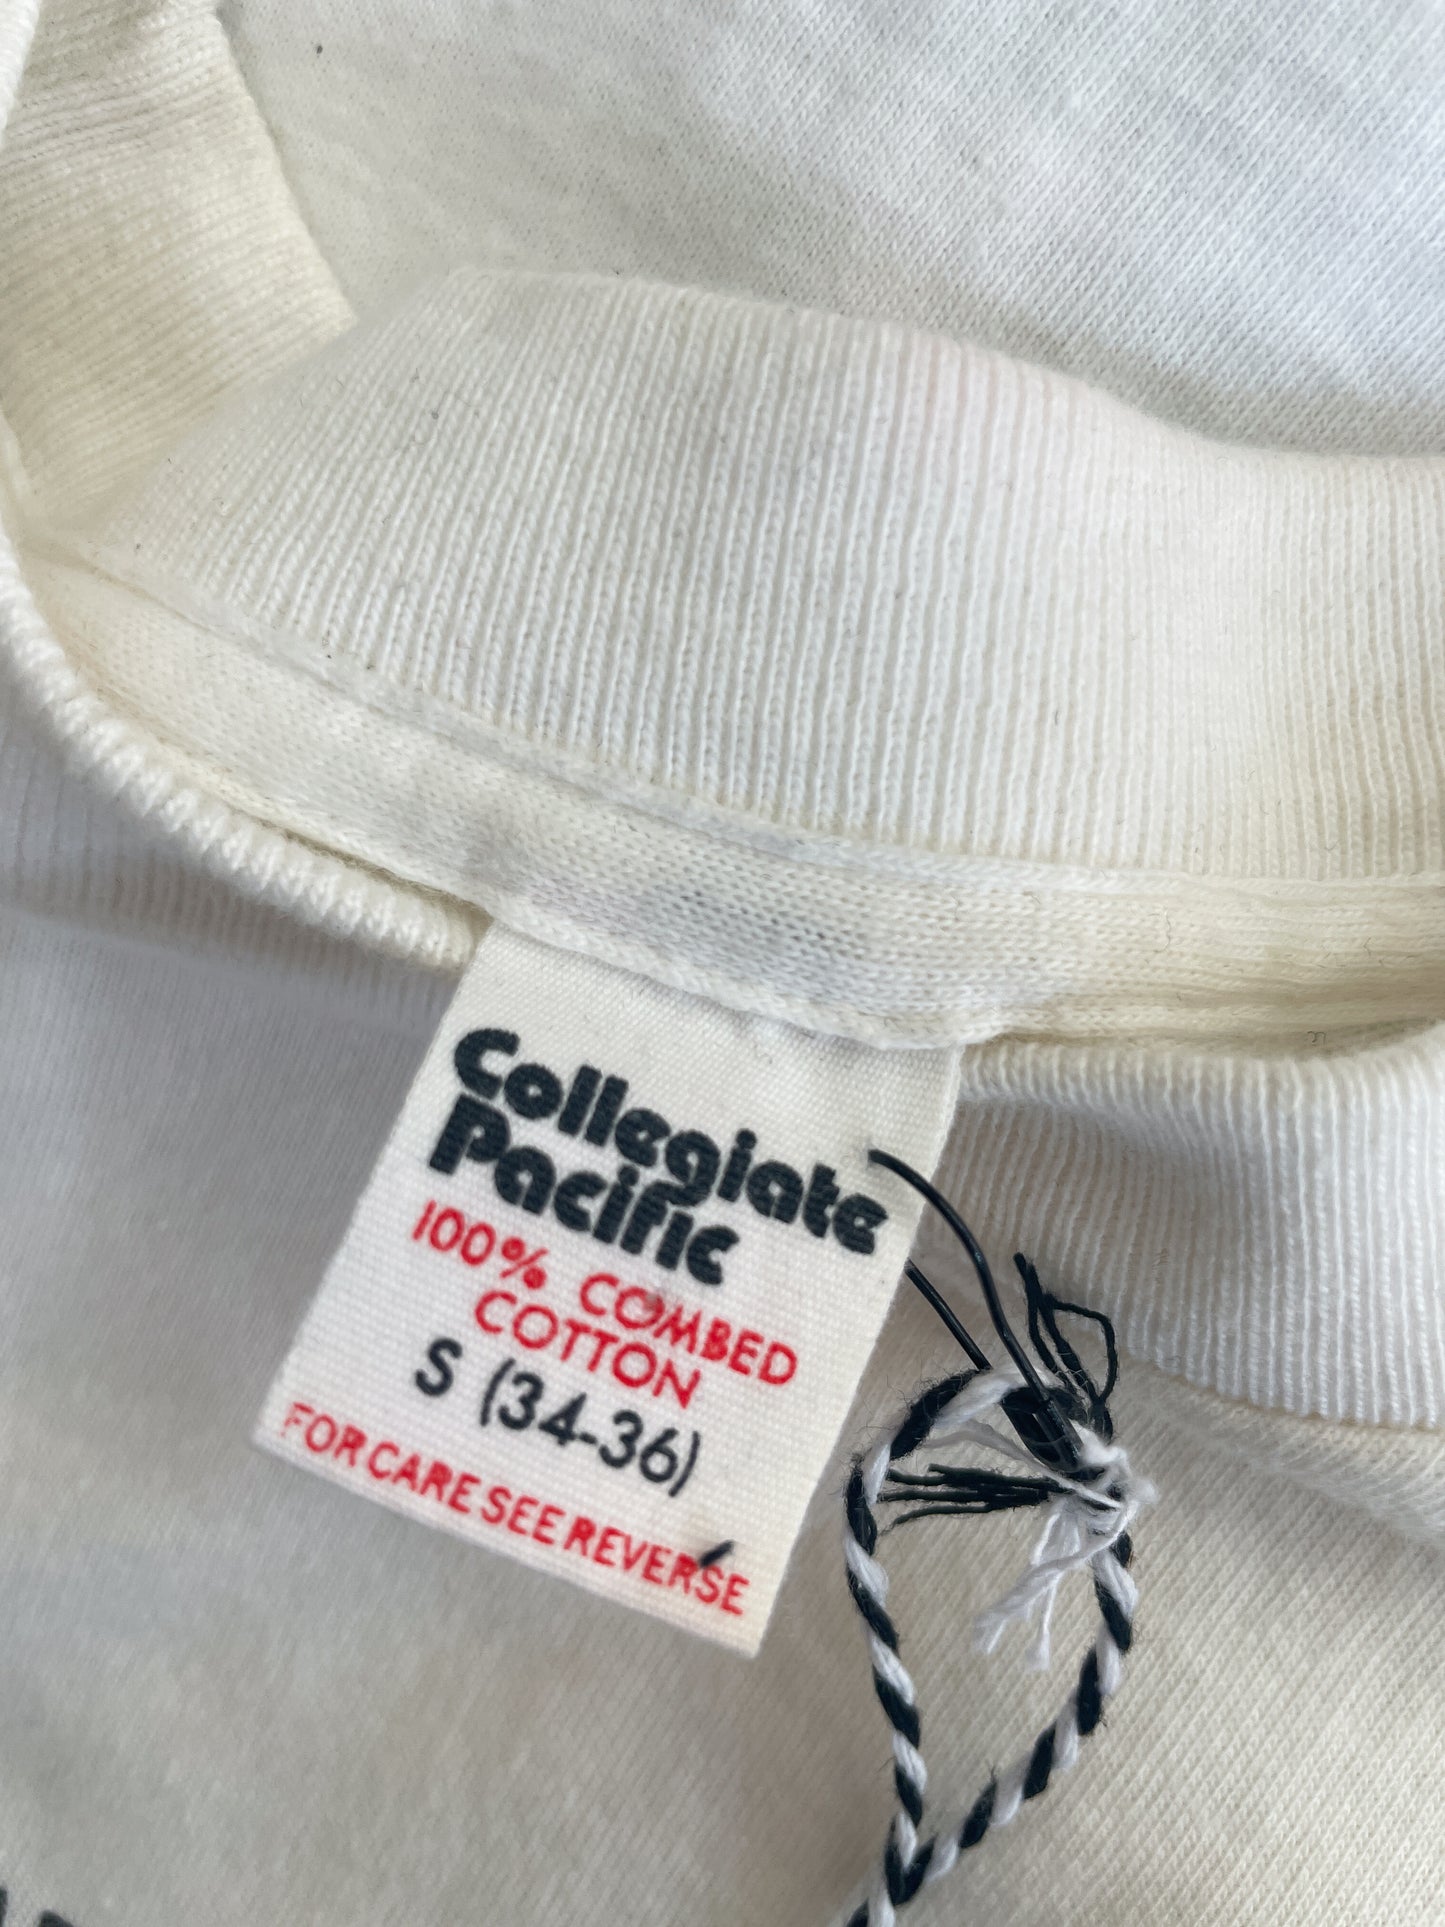 Collegiate
Pacific
100% COMBED
COTTON
S (34-36)
FOR CARE SEE REVERSE